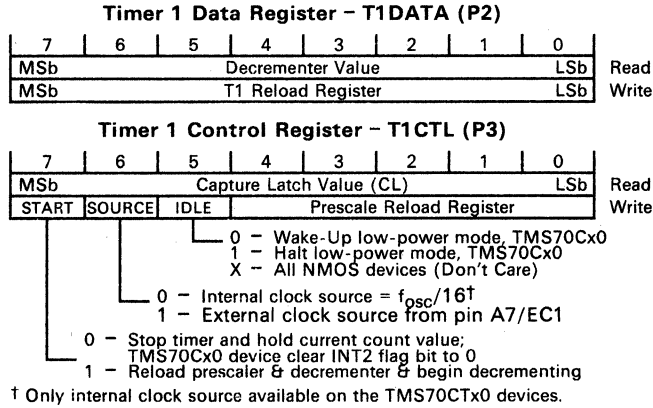 Timer 1 Data Register – T1DATA (P2)
7 6 5 4 3 2 1 0
MSb Decrementer Value LSb Read
MSb T1 Reload Register LSb Write
Timer 1 Control Register – T1CTL (P3)
7 6 5 4 3 2 1 0
MSb Capture Latch Value (CL) LSb Read
START SOURCE IDLE Prescale Reload Register Write
0 – Wake-Up low-power mode, TMS70Cx0
1 – Halt low-power mode, TMS70Cx0
X – All NMOS devices (Don't Care)
0 – Internal clock source = fosc/16†
1 – External clock source from pin A7/EC1
0 – Stop timer and hold current count value;
TMS70Cx0 device clear INT2 flag bit to 0
1 – Reload prescaler & decrementer & begin decrementing
† Only internal clock source available on the TMS70CTx0 devices.